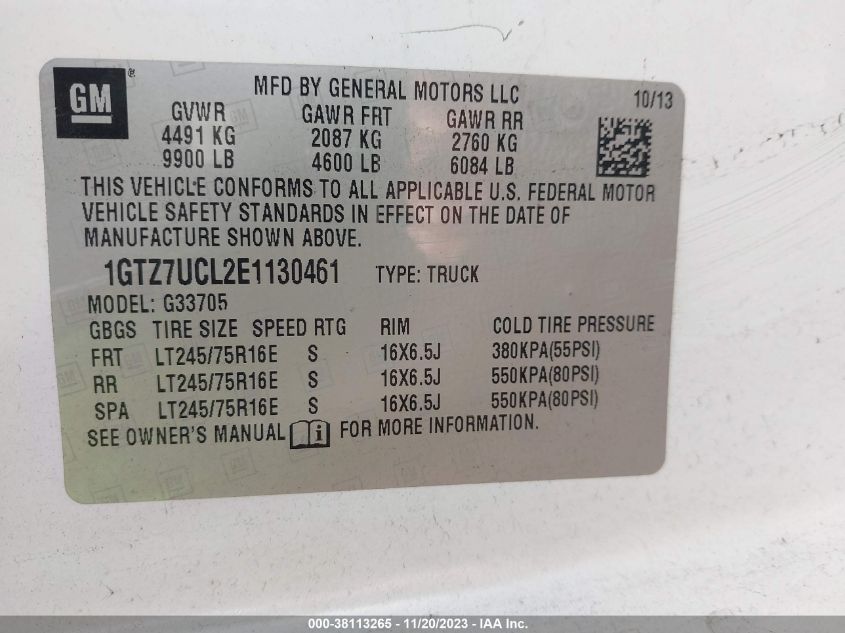 GM
MFD BY GENERAL MOTORS LLC 10/13
GVWR GAWR FRT GAWR RR
4491 KG 2087 KG 2760 KG
9900 LB 4600 LB 6084 LB
THIS VEHICLE CONFORMS TO ALL APPLICABLE U.S. FEDERAL MOTOR
VEHICLE SAFETY STANDARDS IN EFFECT ON THE DATE OF
MANUFACTURE SHOWN ABOVE.
1GTZ7UCL2E1130461 TYPE: TRUCK
MODEL: G33705
GBGS TIRE SIZE SPEED RTG RIM COLD TIRE PRESSURE
FRT LT245/75R16E S 16X6.5J 380KPA(55PSI)
RR LT245/75R16E S 16X6.5J 550KPA(80PSI)
SPA LT245/75R16E S 16X6.5J 550KPA(80PSI)
SEE OWNER'S MANUAL FOR MORE INFORMATION.
000-38113265 - 11/20/2023 - IAA Inc.